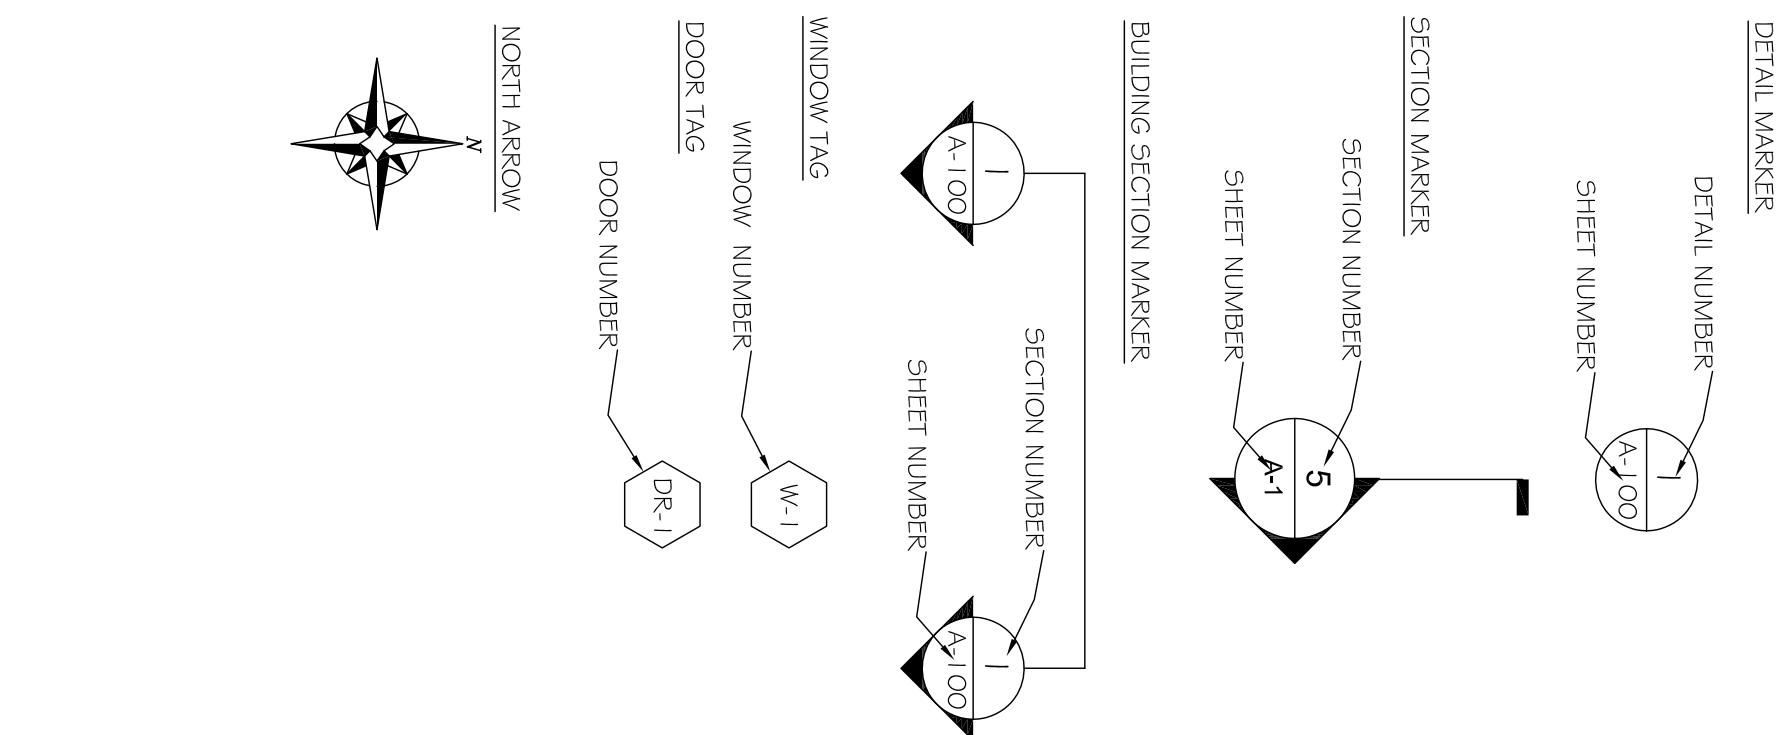 DETAIL MARKER
DETAIL NUMBER
1
SHEET NUMBER
A-100
SECTION MARKER
SECTION NUMBER
5
SHEET NUMBER
A-1
BUILDING SECTION MARKER
1
A-100
SECTION NUMBER
1
SHEET NUMBER
A-100
WINDOW TAG
WINDOW NUMBER
W-1
DOOR TAG
DOOR NUMBER
DR-1
NORTH ARROW
N